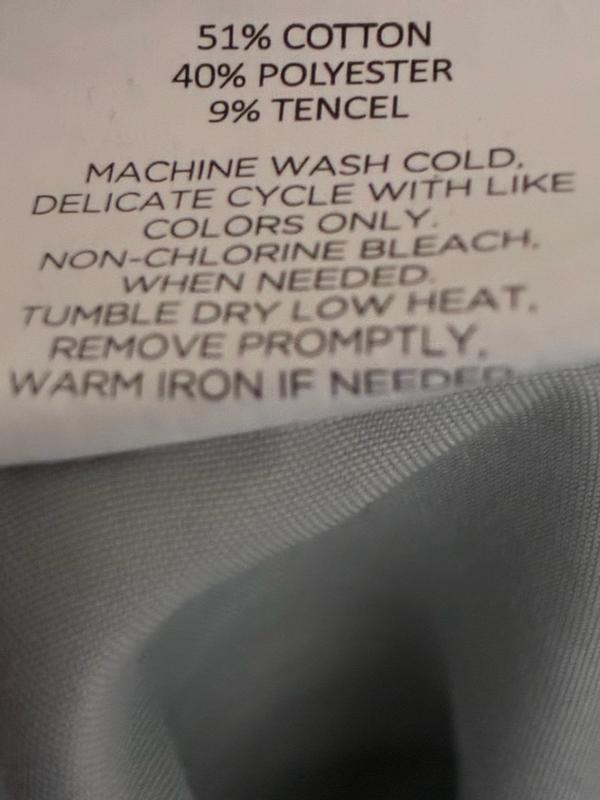 51% COTTON
40% POLYESTER
9% TENCEL
MACHINE WASH COLD.
DELICATE CYCLE WITH LIKE
COLORS ONLY.
NON-CHLORINE BLEACH.
WHEN NEEDED.
TUMBLE DRY LOW HEAT.
REMOVE PROMPTLY.
WARM IRON IF NEEDED